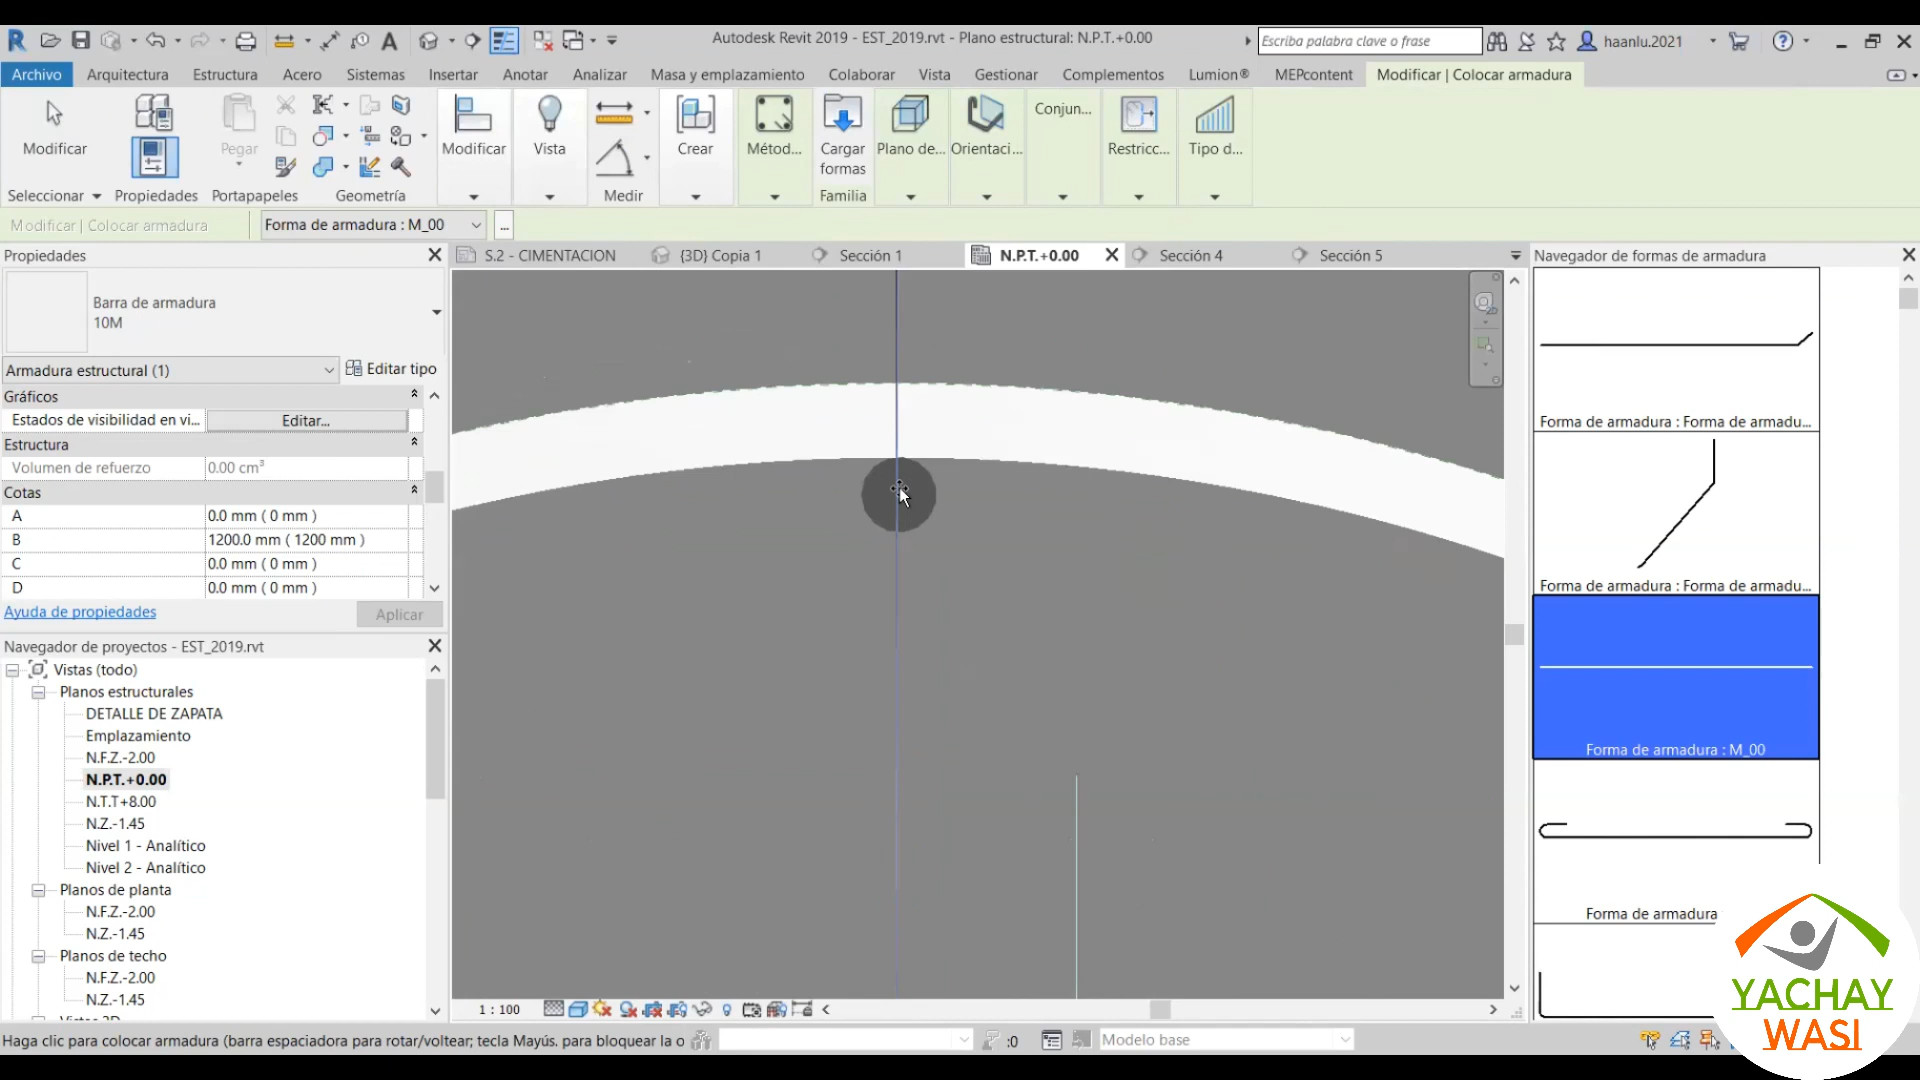 Autodesk Revit 2019 - EST_2019.rvt - Plano estructural: N.P.T.+0.00
Escriba palabra clave o frase
haanlu.2021
Archivo
Arquitectura
Estructura
Acero
Sistemas
Insertar
Anotar
Analizar
Masa y emplazamiento
Colaborar
Vista
Gestionar
Complementos
Lumion®
MEPcontent
Modificar | Colocar armadura
Modificar
Pegar
Modificar
Vista
Crear
Métod...
Cargar
formas
Plano de...
Orientaci...
Conjun...
Restricc...
Tipo d...
Seleccionar
Propiedades
Portapapeles
Geometría
Medir
Familia
Modificar | Colocar armadura
Forma de armadura : M_00
...
Propiedades
S.2 - CIMENTACION
{3D} Copia 1
Sección 1
N.P.T.+0.00
Sección 4
Sección 5
Navegador de formas de armadura
Barra de armadura
10M
Armadura estructural (1)
Editar tipo
Gráficos
Estados de visibilidad en vi...
Editar...
Estructura
Volumen de refuerzo
0.00 cm³
Cotas
A
0.0 mm ( 0 mm )
B
1200.0 mm ( 1200 mm )
C
0.0 mm ( 0 mm )
D
0.0 mm ( 0 mm )
Ayuda de propiedades
Aplicar
Navegador de proyectos - EST_2019.rvt
Vistas (todo)
Planos estructurales
DETALLE DE ZAPATA
Emplazamiento
N.F.Z.-2.00
N.P.T.+0.00
N.T.T+8.00
N.Z.-1.45
Nivel 1 - Analítico
Nivel 2 - Analítico
Planos de planta
N.F.Z.-2.00
N.Z.-1.45
Planos de techo
N.F.Z.-2.00
N.Z.-1.45
Forma de armadura : Forma de armadu...
Forma de armadura : Forma de armadu...
Forma de armadura : M_00
Forma de armadura
1 : 100
Haga clic para colocar armadura (barra espaciadora para rotar/voltear; tecla Mayús. para bloquear la o
:0
Modelo base
YACHAY
WASI